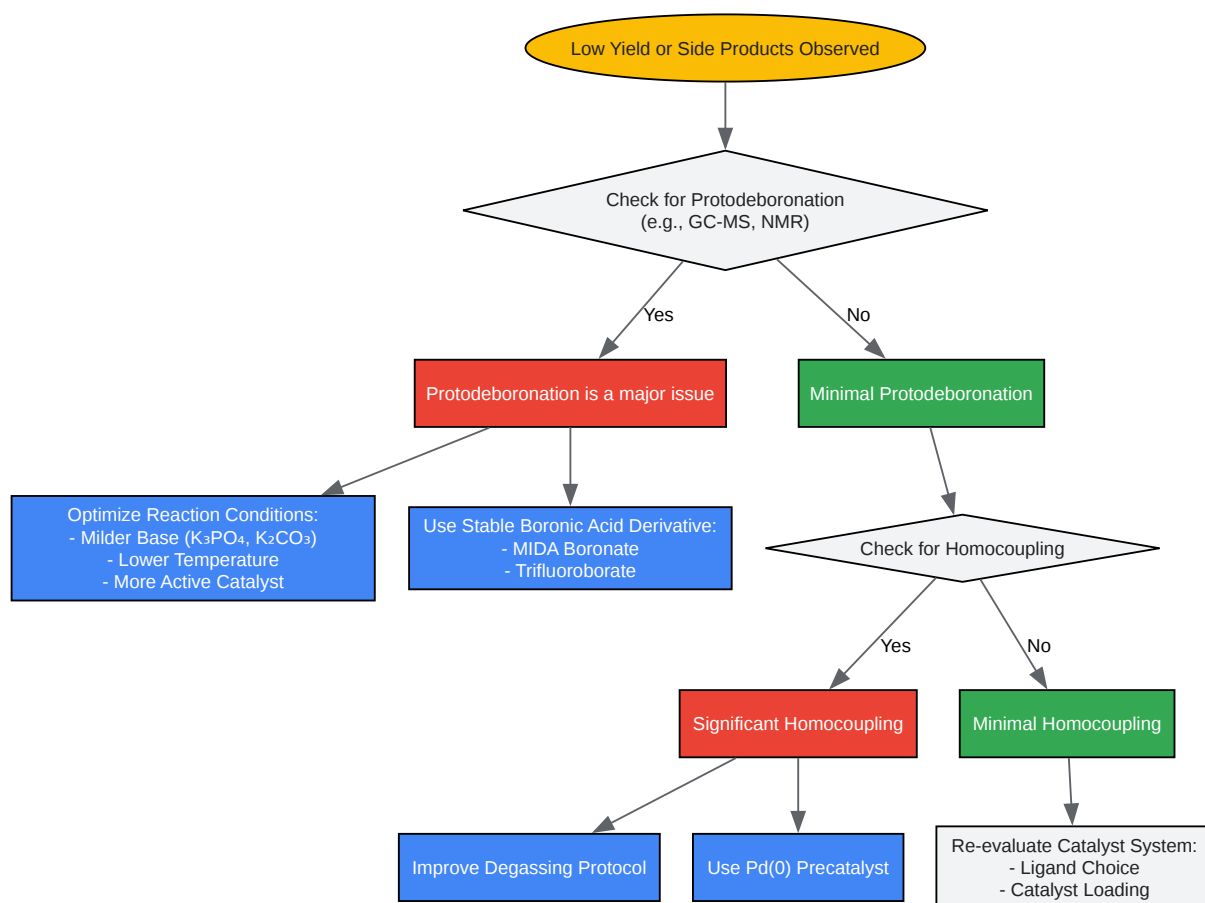 Low Yield or Side Products Observed
Check for Protodeboronation
(e.g., GC-MS, NMR)
Yes
No
Protodeboronation is a major issue
Minimal Protodeboronation
Optimize Reaction Conditions:
- Milder Base (K₃PO₄, K₂CO₃)
- Lower Temperature
- More Active Catalyst
Use Stable Boronic Acid Derivative:
- MIDA Boronate
- Trifluoroborate
Check for Homocoupling
Yes
No
Significant Homocoupling
Minimal Homocoupling
Improve Degassing Protocol
Use Pd(0) Precatalyst
Re-evaluate Catalyst System:
- Ligand Choice
- Catalyst Loading